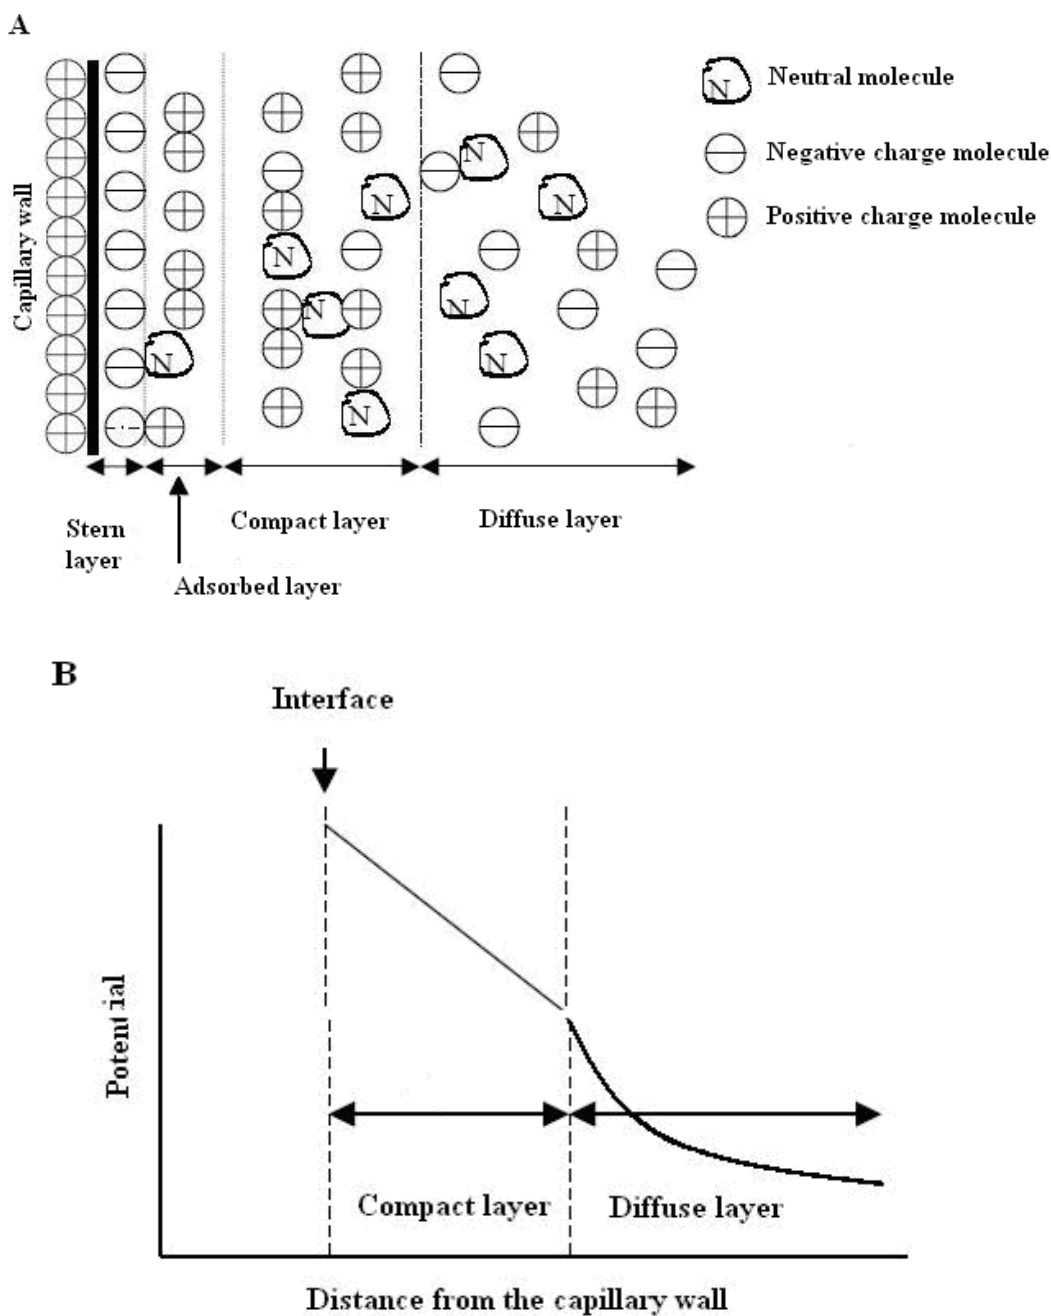 A
Neutral molecule
Negative charge molecule
Positive charge molecule
Capillary wall
N
N
N
N
N
N
N
N
N
N
Stern
layer
Compact layer
Diffuse layer
Adsorbed layer
B
Interface
Potential
Compact layer
Diffuse layer
Distance from the capillary wall